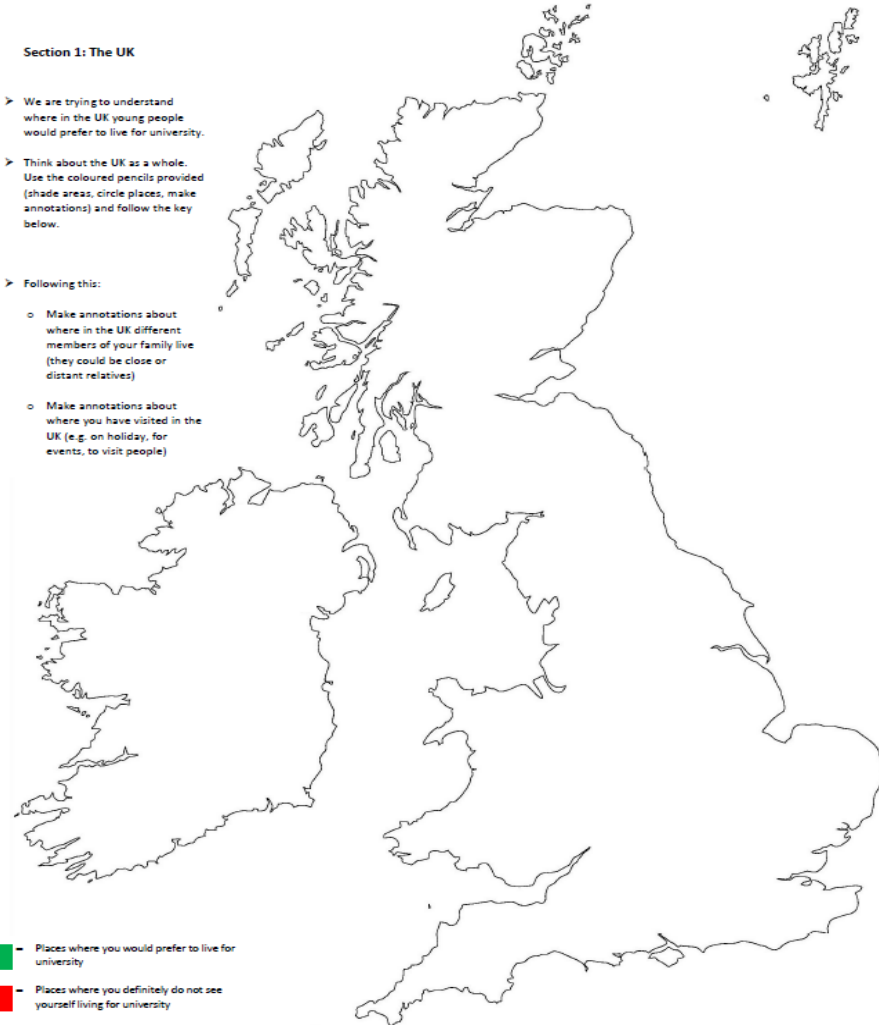 Section 1: The UK
➤ We are trying to understand
where in the UK young people
would prefer to live for university.
➤ Think about the UK as a whole.
Use the coloured pencils provided
(shade areas, circle places, make
annotations) and follow the key
below.
➤ Following this:
o Make annotations about
where in the UK different
members of your family live
(they could be close or
distant relatives)
o Make annotations about
where you have visited in the
UK (e.g. on holiday, for
events, to visit people)
– Places where you would prefer to live for
university
– Places where you definitely do not see
yourself living for university